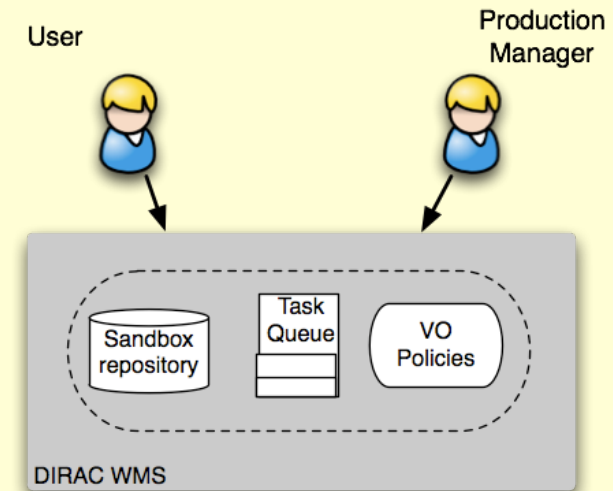 User
Production
Manager
Sandbox
repository
Task
Queue
VO
Policies
DIRAC WMS